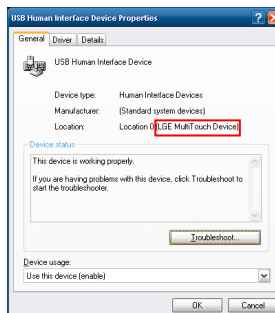 USB Human Interface Device Properties
General Driver Details
USB Human Interface Device
Device type: Human Interface Devices
Manufacturer: (Standard system devices)
Location: Location 0 (LGE MultiTouch Device)
Device status
This device is working properly.
If you are having problems with this device, click Troubleshoot to
start the troubleshooter.
Troubleshoot...
Device usage:
Use this device (enable)
OK Cancel